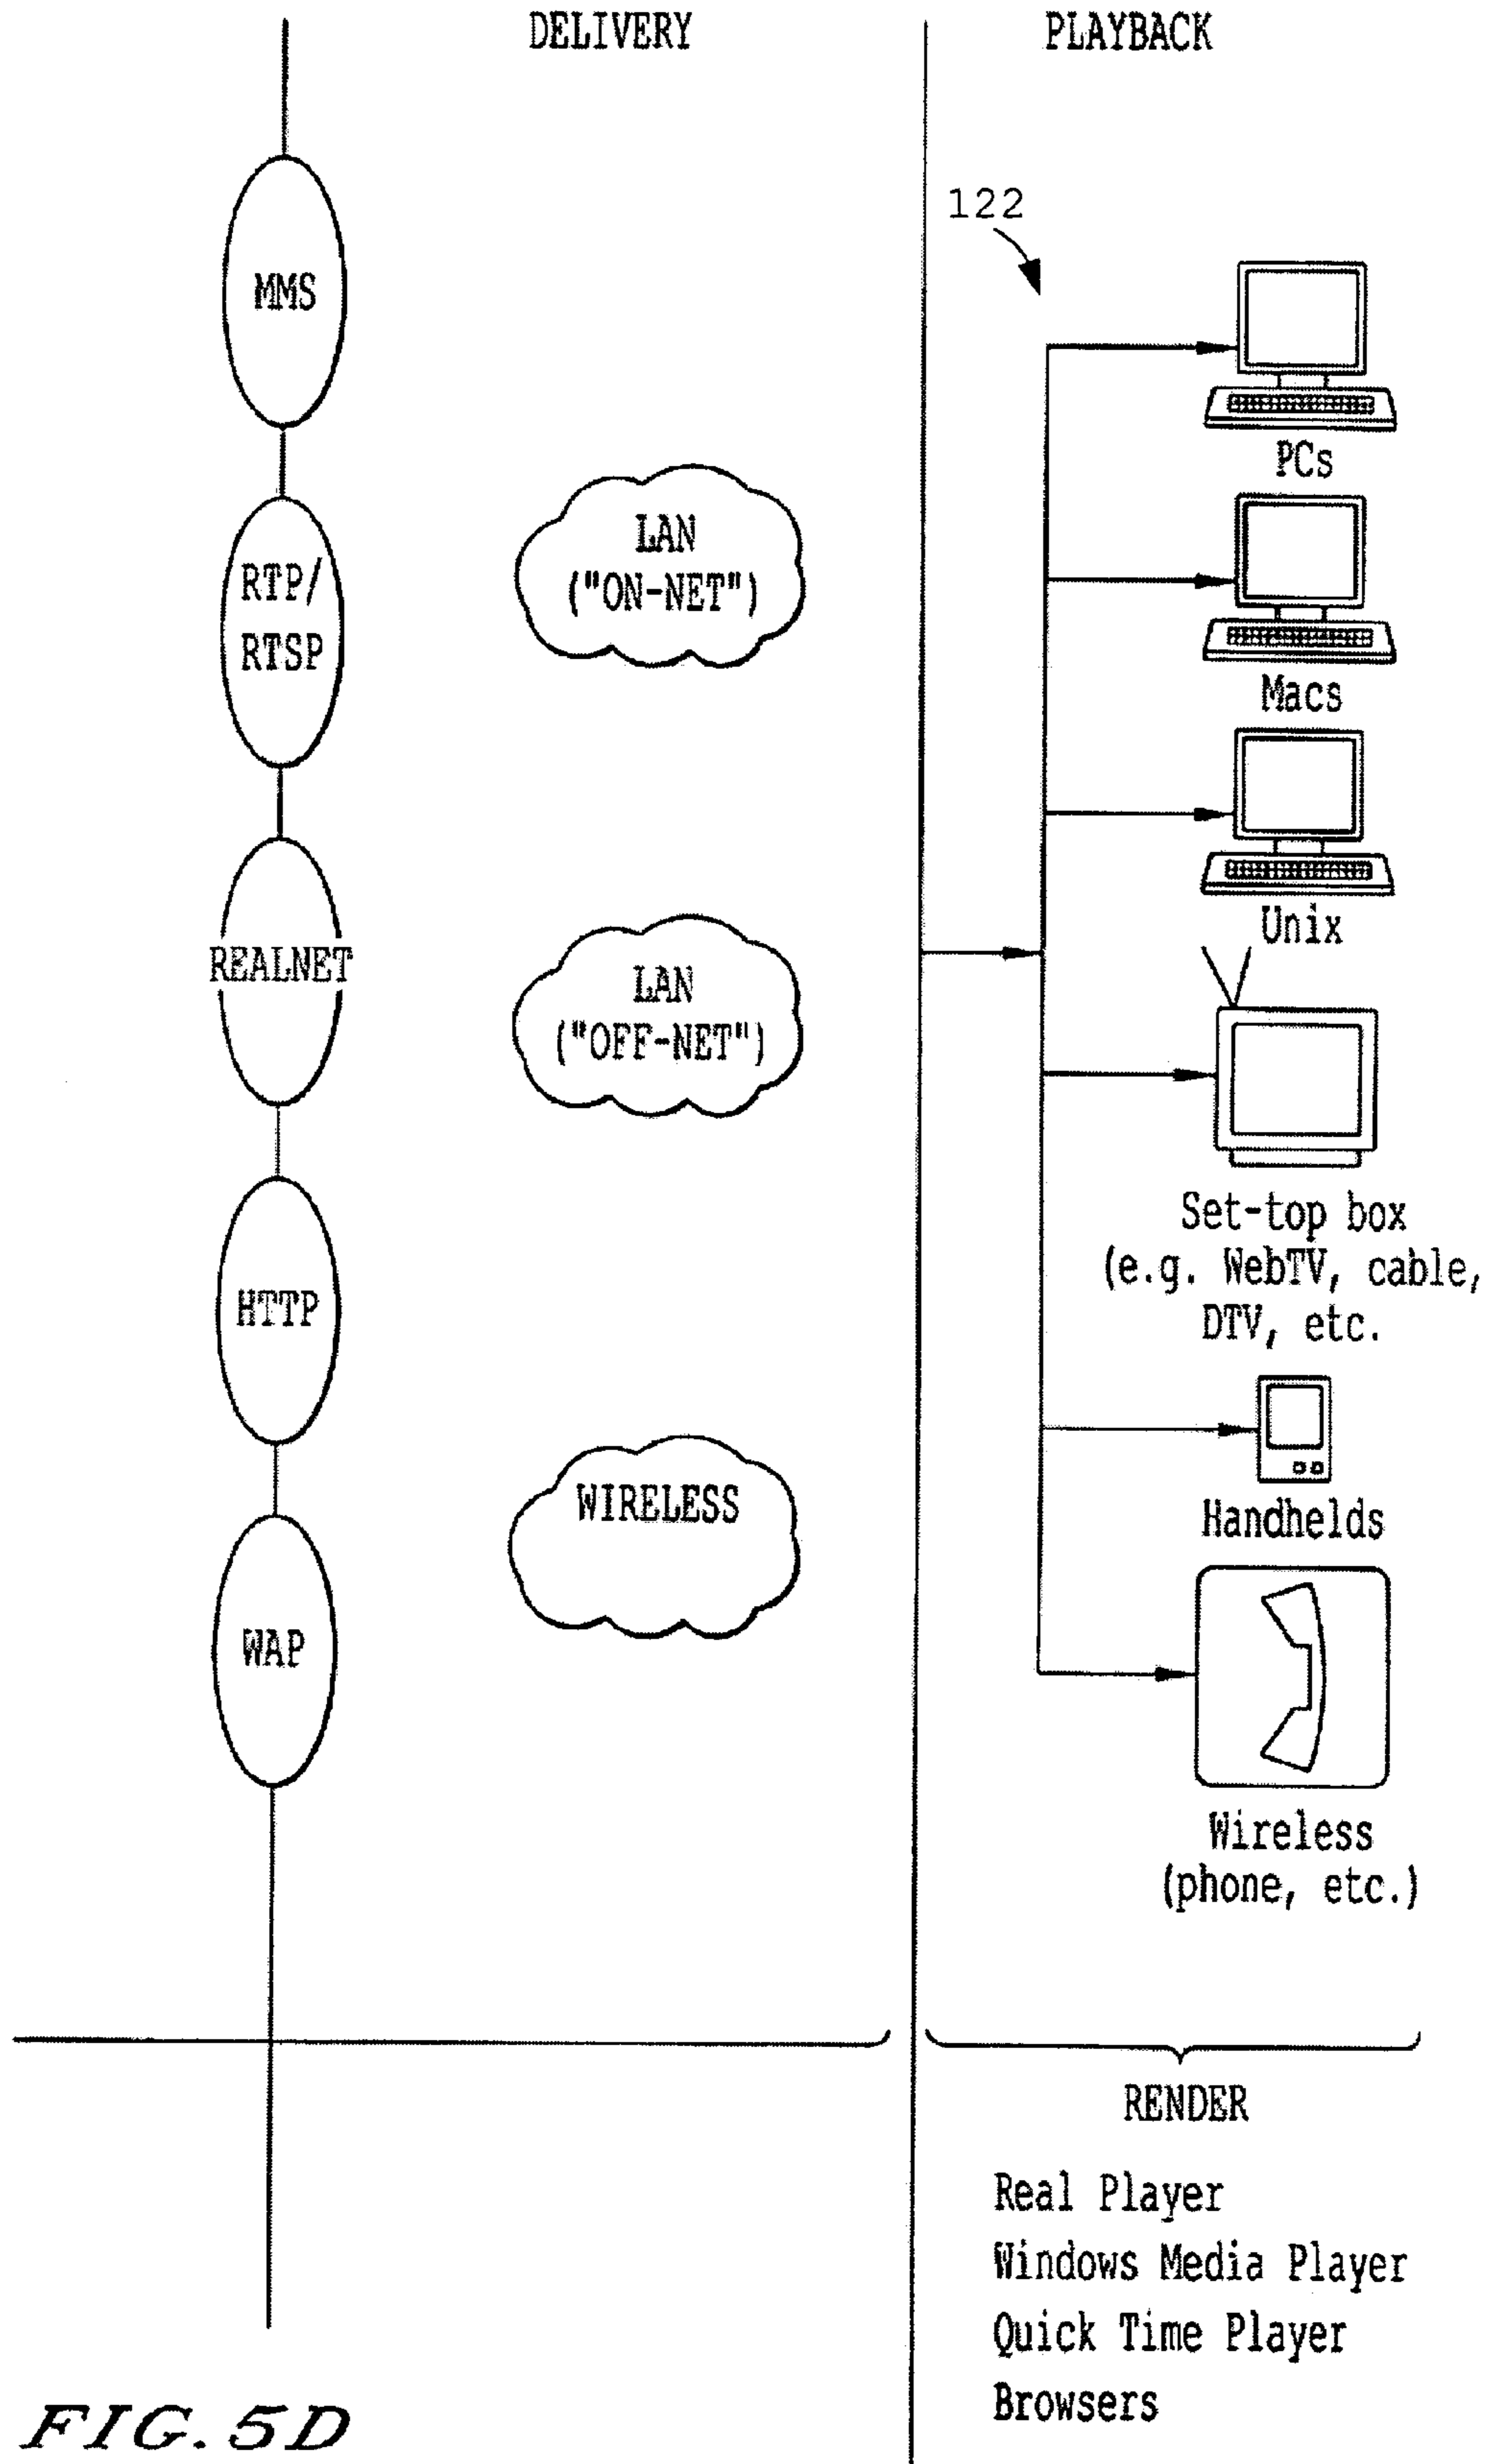 DELIVERY
PLAYBACK
122
MMS
RTP/
RTSP
REALNET
HTTP
WAP
LAN
("ON-NET")
LAN
("OFF-NET")
WIRELESS
PCs
Macs
Unix
Set-top box
(e.g. WebTV, cable,
DTV, etc.
Handhelds
Wireless
(phone, etc.)
RENDER
Real Player
Windows Media Player
Quick Time Player
Browsers
FIG. 5D